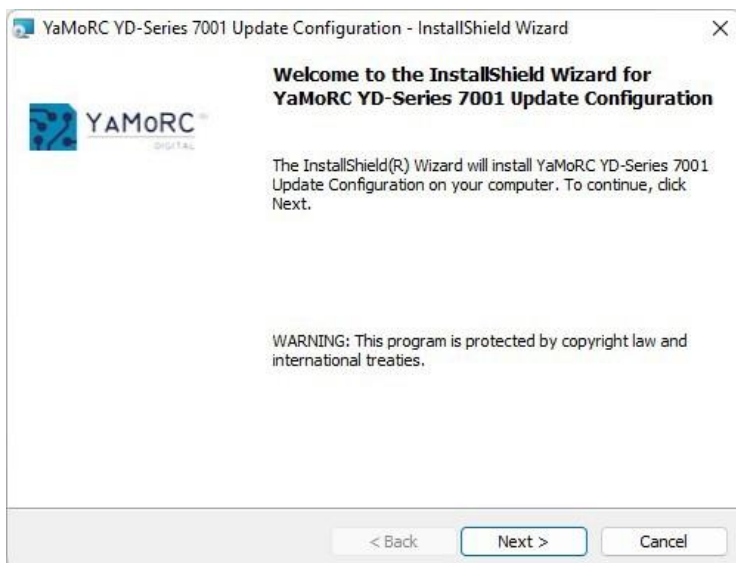 YaMoRC YD-Series 7001 Update Configuration - InstallShield Wizard
Welcome to the InstallShield Wizard for
YaMoRC YD-Series 7001 Update Configuration
YAMORC
DIGITAL
The InstallShield(R) Wizard will install YaMoRC YD-Series 7001
Update Configuration on your computer. To continue, click
Next.
WARNING: This program is protected by copyright law and
international treaties.
< Back
Next >
Cancel